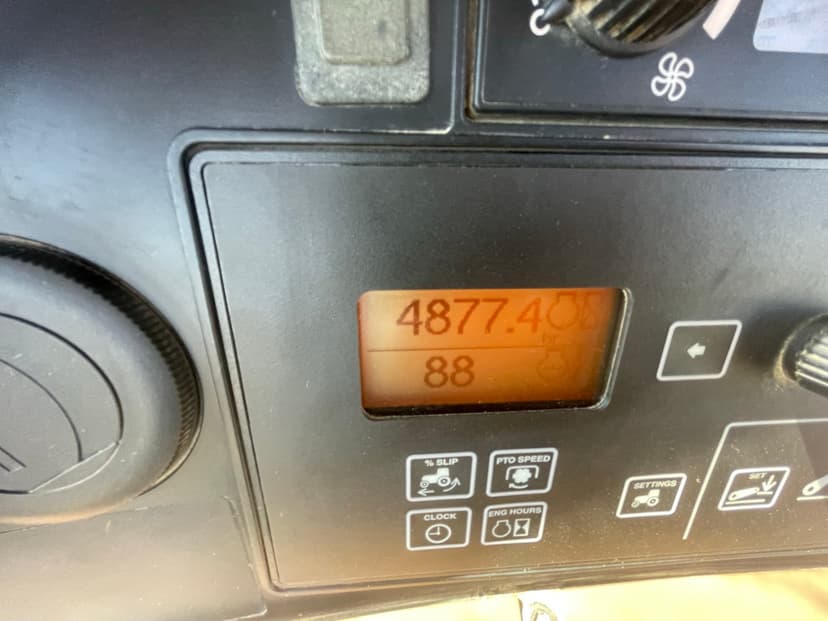 4877.4
88
% SLIP
PTO SPEED
CLOCK
ENG HOURS
SETTINGS
SET